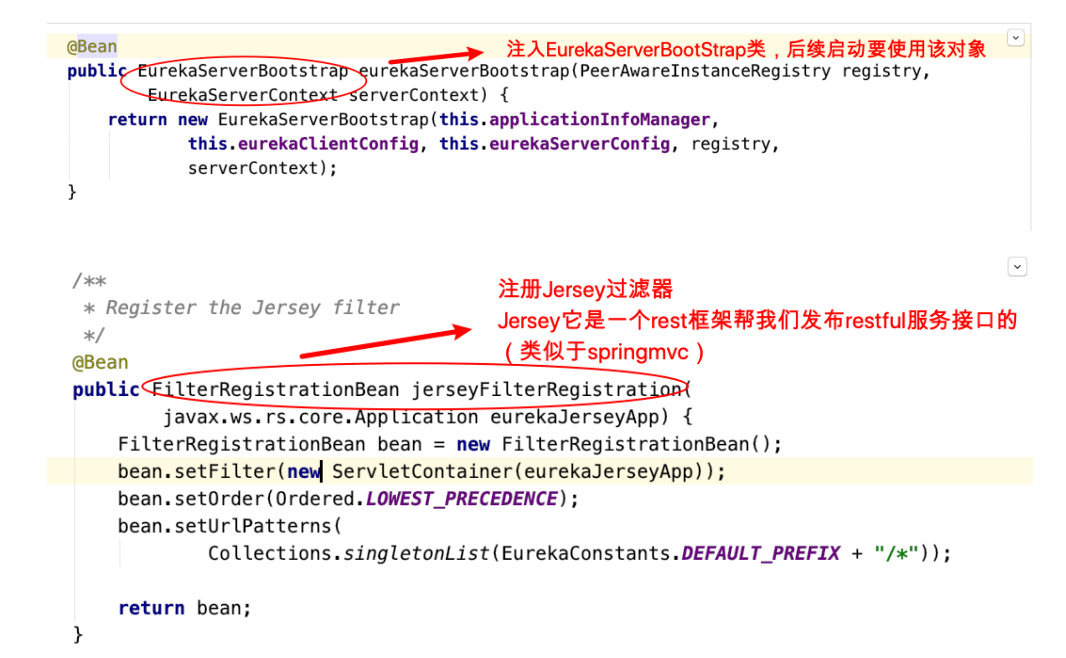 @Bean
注入EurekaServerBootStrap类，后续启动要使用该对象
public EurekaServerBootstrap eurekaServerBootstrap(PeerAwareInstanceRegistry registry,
EurekaServerContext serverContext) {
return new EurekaServerBootstrap(this.applicationInfoManager,
this.eurekaClientConfig, this.eurekaServerConfig, registry,
serverContext);
}
/**
* Register the Jersey filter
*/
注册Jersey过滤器
Jersey它是一个rest框架帮我们发布restful服务接口的
（类似于springmvc）
@Bean
public FilterRegistrationBean jerseyFilterRegistration(
javax.ws.rs.core.Application eurekaJerseyApp) {
FilterRegistrationBean bean = new FilterRegistrationBean();
bean.setFilter(new ServletContainer(eurekaJerseyApp));
bean.setOrder(Ordered.LOWEST_PRECEDENCE);
bean.setUrlPatterns(
Collections.singletonList(EurekaConstants.DEFAULT_PREFIX + "/*"));
return bean;
}